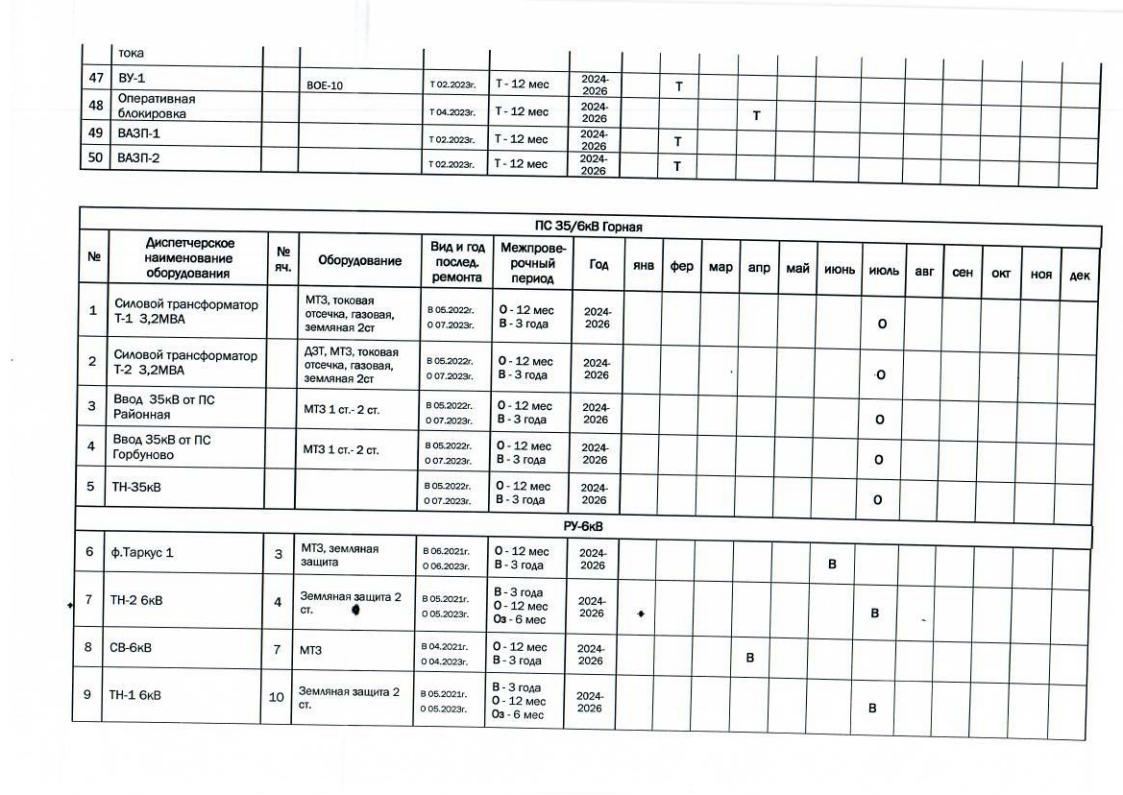 тока
47 ВУ-1 ВОЕ-10 Т 02.2023г. Т - 12 мес 2024-2026 Т
48 Оперативная блокировка Т 04.2023г. Т - 12 мес 2024-2026 Т
49 ВАЗП-1 Т 02.2023г. Т - 12 мес 2024-2026 Т
50 ВАЗП-2 Т 02.2023г. Т - 12 мес 2024-2026 Т
ПС 35/6кВ Горная
№ Диспетчерское наименование оборудования № яч. Оборудование Вид и год послед. ремонта Межпрове-рочный период Год янв фер мар апр май июнь июль авг сен окт ноя дек
1 Силовой трансформатор Т-1 3,2МВА МТЗ, токовая отсечка, газовая, земляная 2ст В 05.2022г. О 07.2023г. О - 12 мес В - 3 года 2024-2026 О
2 Силовой трансформатор Т-2 3,2МВА ДЗТ, МТЗ, токовая отсечка, газовая, земляная 2ст В 05.2022г. О 07.2023г. О - 12 мес В - 3 года 2024-2026 О
3 Ввод 35кВ от ПС Районная МТЗ 1 ст.- 2 ст. В 05.2022г. О 07.2023г. О - 12 мес В - 3 года 2024-2026 О
4 Ввод 35кВ от ПС Горбуново МТЗ 1 ст.- 2 ст. В 05.2022г. О 07.2023г. О - 12 мес В - 3 года 2024-2026 О
5 ТН-35кВ В 05.2022г. О 07.2023г. О - 12 мес В - 3 года 2024-2026 О
РУ-6кВ
6 ф.Таркус 1 3 МТЗ, земляная защита В 06.2021г. О 06.2023г. О - 12 мес В - 3 года 2024-2026 В
7 ТН-2 6кВ 4 Земляная защита 2 ст. В 05.2021г. О 05.2023г. В - 3 года О - 12 мес Оз - 6 мес 2024-2026 В
8 СВ-6кВ 7 МТЗ В 04.2021г. О 04.2023г. О - 12 мес В - 3 года 2024-2026 В
9 ТН-1 6кВ 10 Земляная защита 2 ст. В 05.2021г. О 05.2023г. В - 3 года О - 12 мес Оз - 6 мес 2024-2026 В